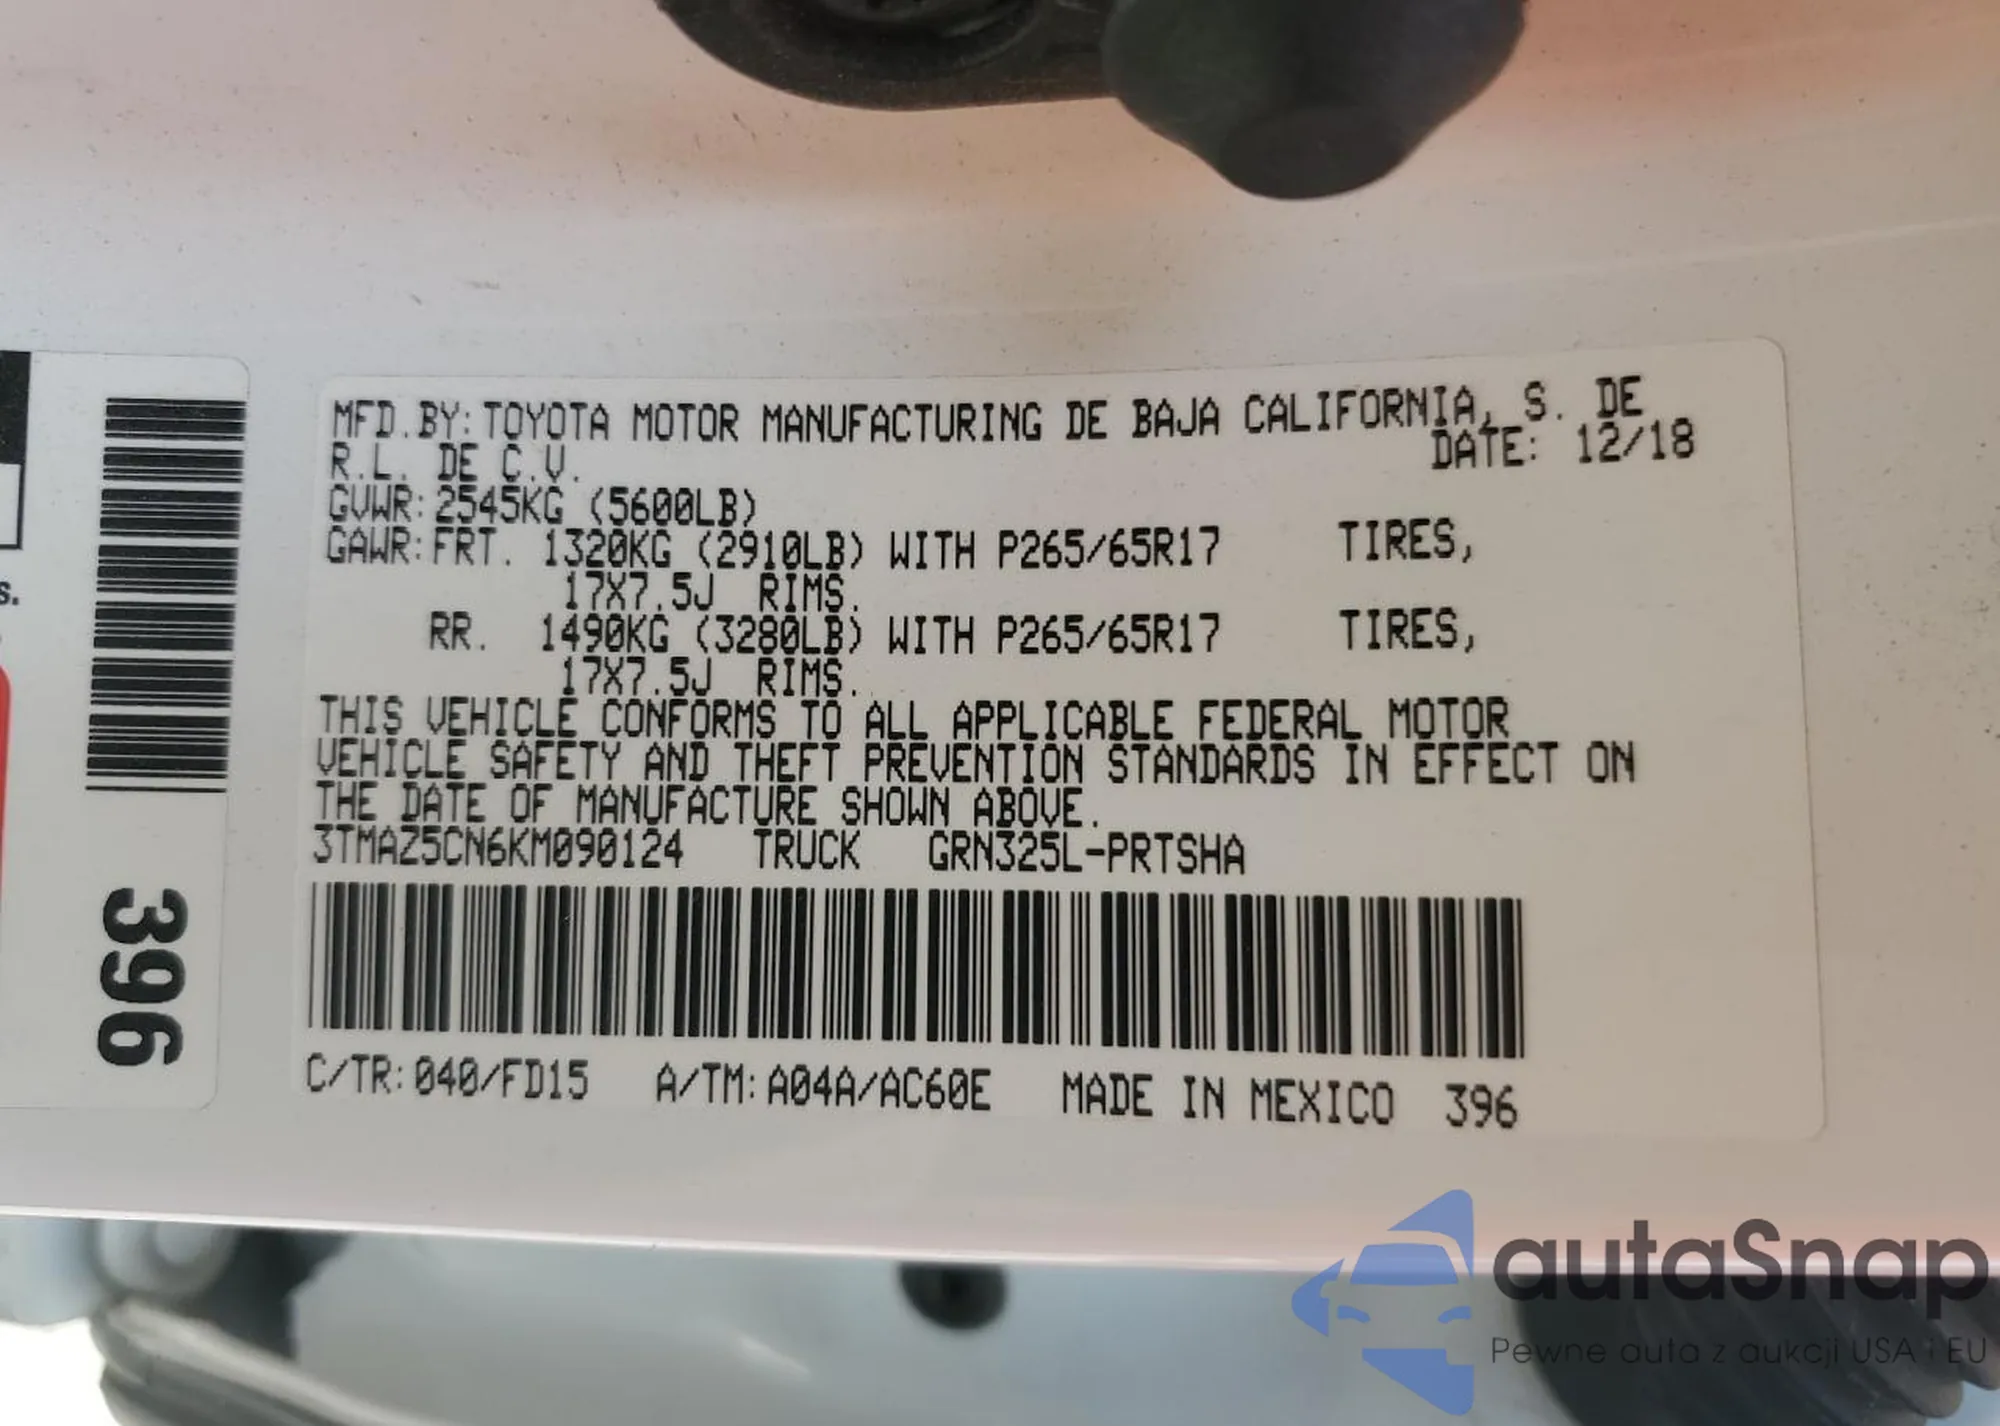 MFD.BY:TOYOTA MOTOR MANUFACTURING DE BAJA CALIFORNIA, S. DE
R.L. DE C.V. DATE: 12/18
GVWR:2545KG (5600LB)
GAWR:FRT. 1320KG (2910LB) WITH P265/65R17 TIRES,
17X7.5J RIMS.
RR. 1490KG (3280LB) WITH P265/65R17 TIRES,
17X7.5J RIMS.
THIS VEHICLE CONFORMS TO ALL APPLICABLE FEDERAL MOTOR
VEHICLE SAFETY AND THEFT PREVENTION STANDARDS IN EFFECT ON
THE DATE OF MANUFACTURE SHOWN ABOVE.
3TMAZ5CN6KM090124 TRUCK GRN325L-PRTSHA
C/TR:040/FD15 A/TM:A04A/AC60E MADE IN MEXICO 396
396
s.
autaSnap
Pewne auta z aukcji USA i EU